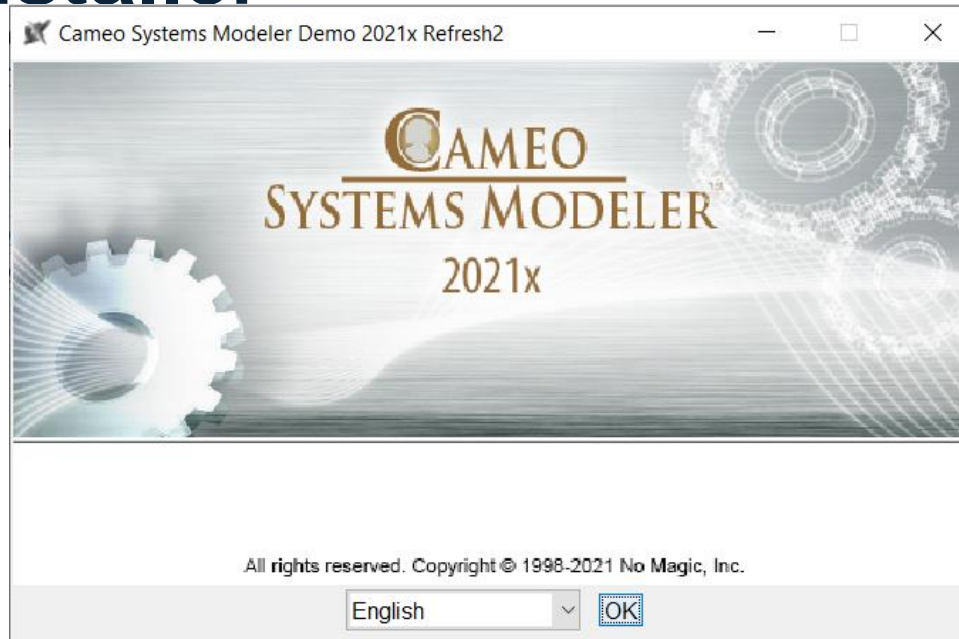 Cameo Systems Modeler Demo 2021x Refresh2
CAMEO
SYSTEMS MODELER™
2021x
All rights reserved. Copyright © 1998-2021 No Magic, Inc.
English
OK